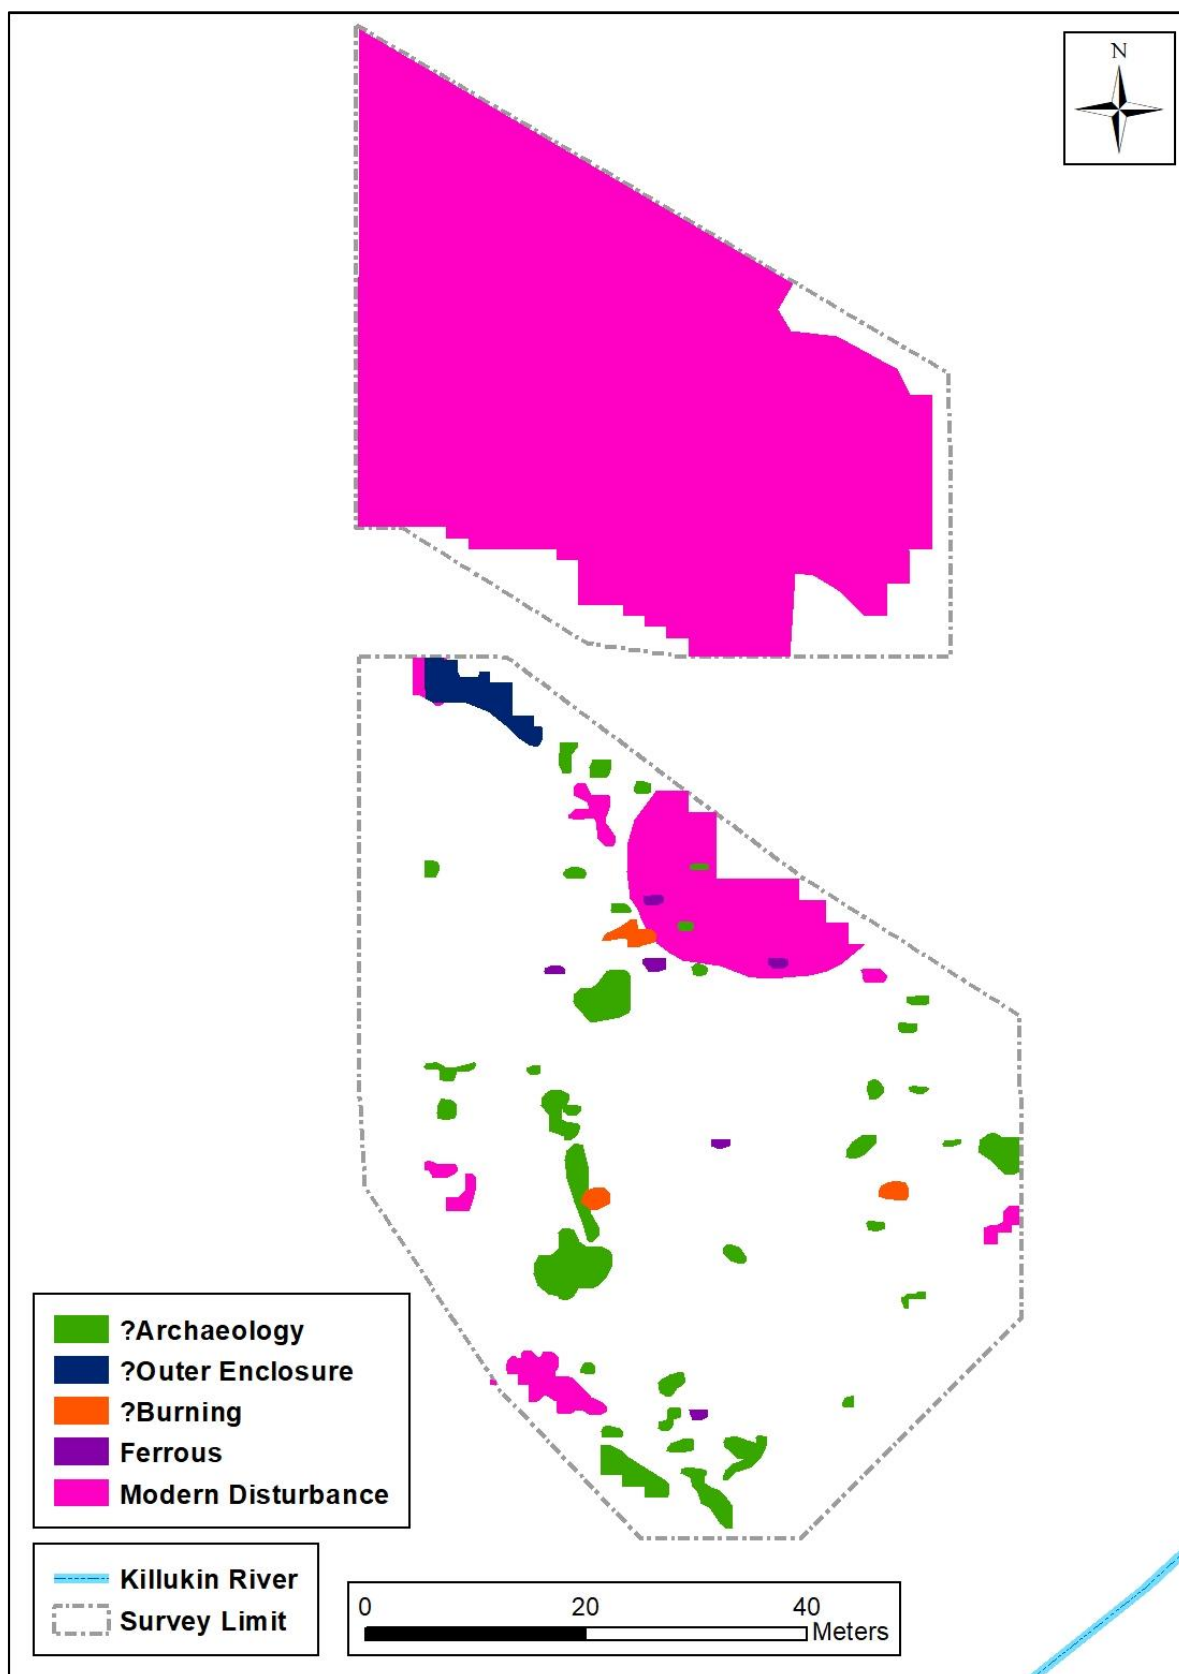 N
?Archaeology
?Outer Enclosure
?Burning
Ferrous
Modern Disturbance
Killukin River
Survey Limit
0 20 40
Meters